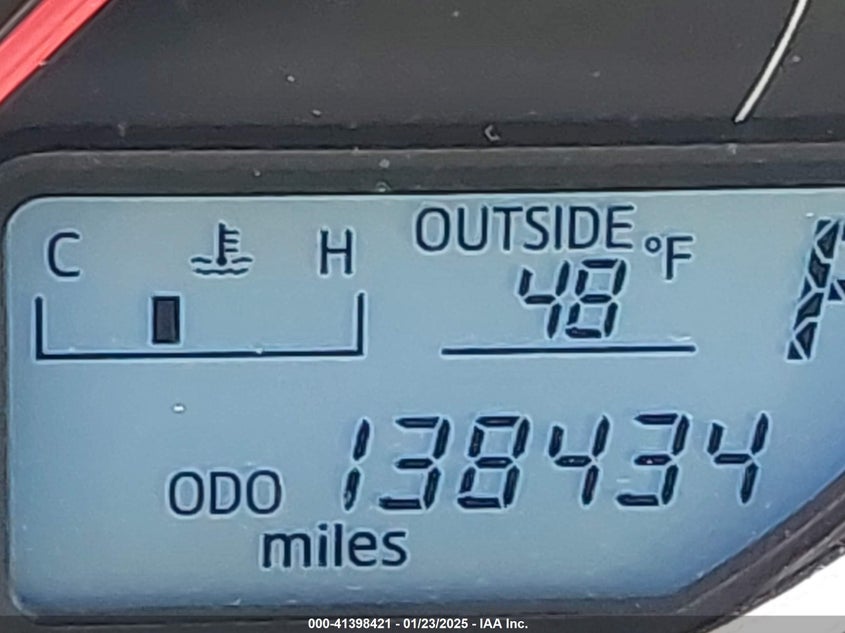 C H
OUTSIDE
48 °F
ODO 138434
miles
000-41398421 - 01/23/2025 - IAA Inc.